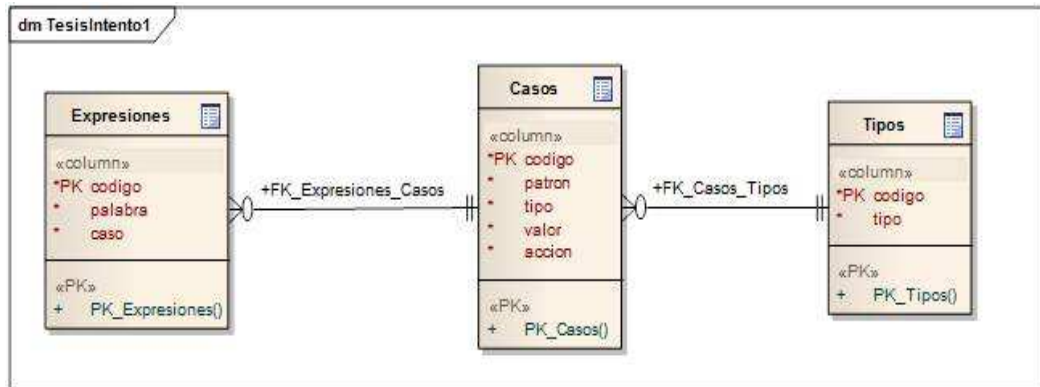 dm TesisIntento1
Expresiones
«column»
*PK codigo
* palabra
* caso
«PK»
+ PK_Expresiones()
+FK_Expresiones_Casos
Casos
«column»
*PK codigo
* patron
* tipo
* valor
* accion
«PK»
+ PK_Casos()
+FK_Casos_Tipos
Tipos
«column»
*PK codigo
* tipo
«PK»
+ PK_Tipos()